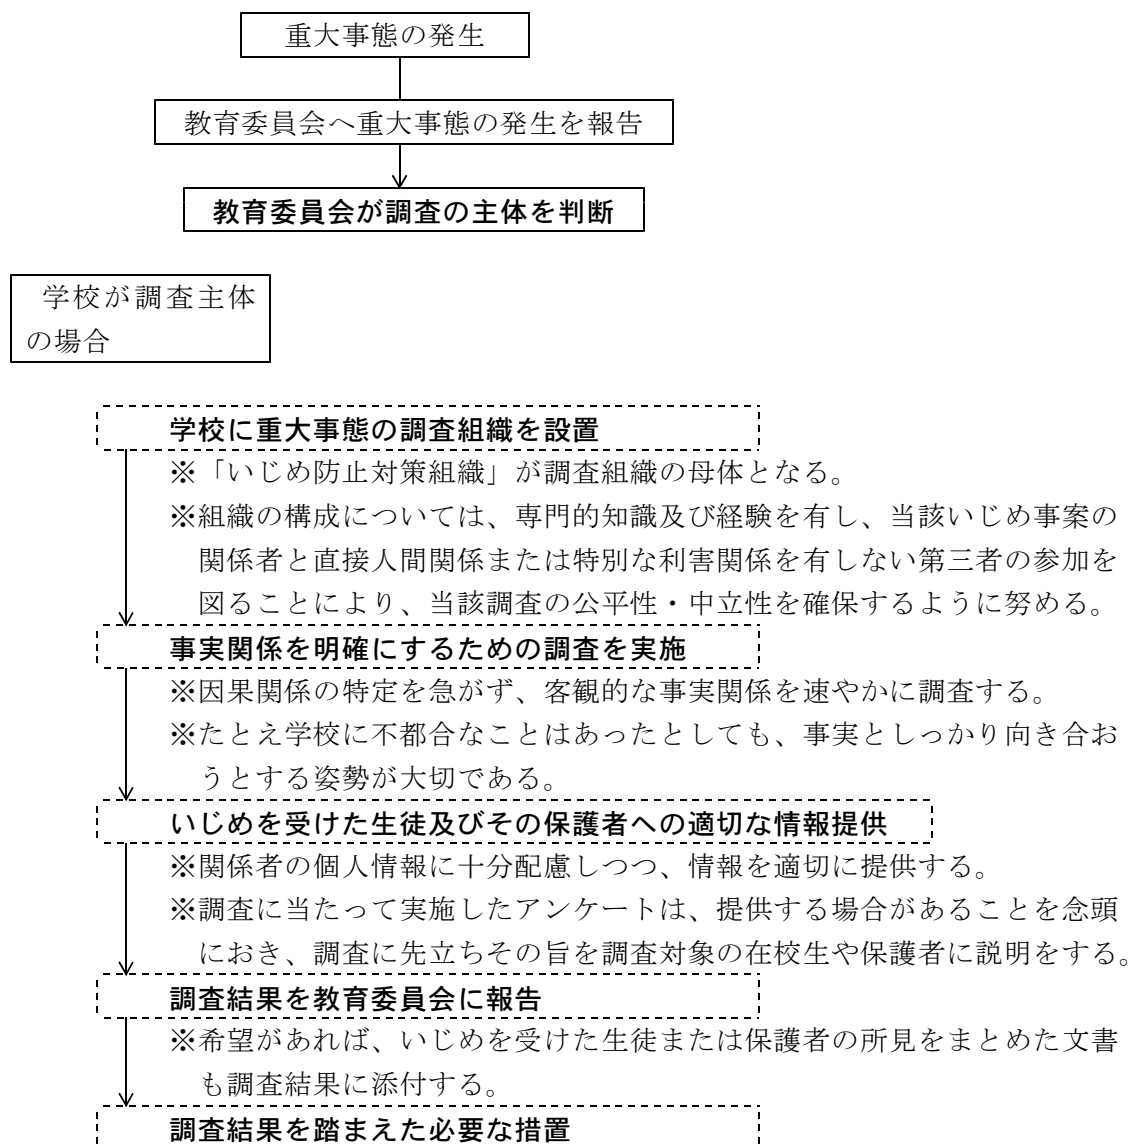 重大事態の発生
教育委員会へ重大事態の発生を報告
教育委員会が調査の主体を判断
学校が調査主体
の場合
学校に重大事態の調査組織を設置
※「いじめ防止対策組織」が調査組織の母体となる。
※組織の構成については、専門的知識及び経験を有し、当該いじめ事案の
関係者と直接人間関係または特別な利害関係を有しない第三者の参加を
図ることにより、当該調査の公平性・中立性を確保するように努める。
事実関係を明確にするための調査を実施
※因果関係の特定を急がず、客観的な事実関係を速やかに調査する。
※たとえ学校に不都合なことはあったとしても、事実としっかり向き合お
うとする姿勢が大切である。
いじめを受けた生徒及びその保護者への適切な情報提供
※関係者の個人情報に十分配慮しつつ、情報を適切に提供する。
※調査に当たって実施したアンケートは、提供する場合があることを念頭
におき、調査に先立ちその旨を調査対象の在校生や保護者に説明をする。
調査結果を教育委員会に報告
※希望があれば、いじめを受けた生徒または保護者の所見をまとめた文書
も調査結果に添付する。
調査結果を踏まえた必要な措置